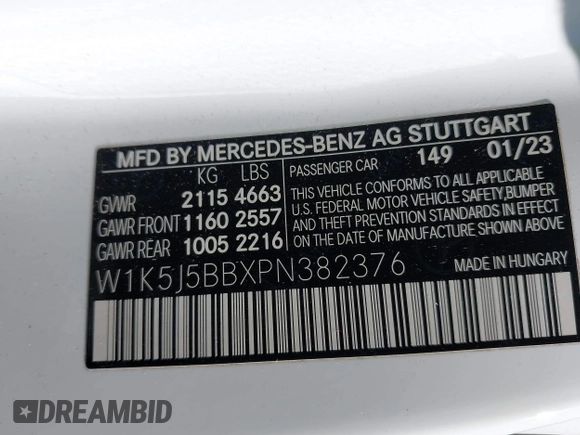 MFD BY MERCEDES-BENZ AG STUTTGART
KG LBS PASSENGER CAR 149 01/23
GVWR 2115 4663
GAWR FRONT 1160 2557
GAWR REAR 1005 2216
THIS VEHICLE CONFORMS TO ALL APPLICABLE
U.S. FEDERAL MOTOR VEHICLE SAFETY, BUMPER
AND THEFT PREVENTION STANDARDS IN EFFECT
ON THE DATE OF MANUFACTURE SHOWN ABOVE.
W1K5J5BBXPN382376 MADE IN HUNGARY
DREAMBID